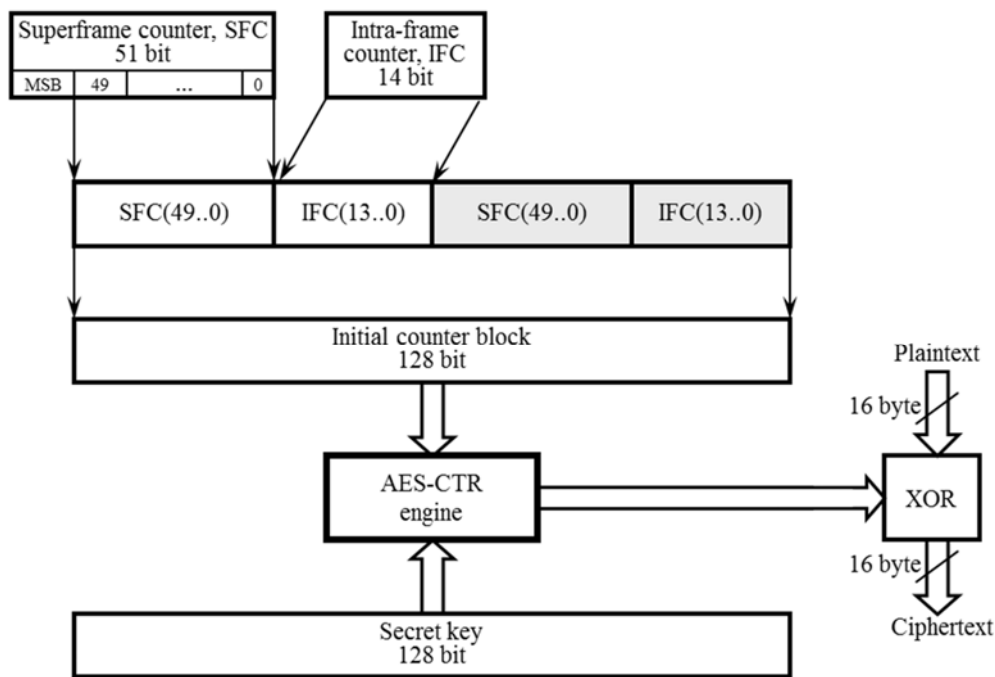 Superframe counter, SFC
51 bit
MSB 49 ... 0
Intra-frame
counter, IFC
14 bit
SFC(49..0) IFC(13..0) SFC(49..0) IFC(13..0)
Initial counter block
128 bit
Plaintext
16 byte
AES-CTR
engine
XOR
16 byte
Ciphertext
Secret key
128 bit